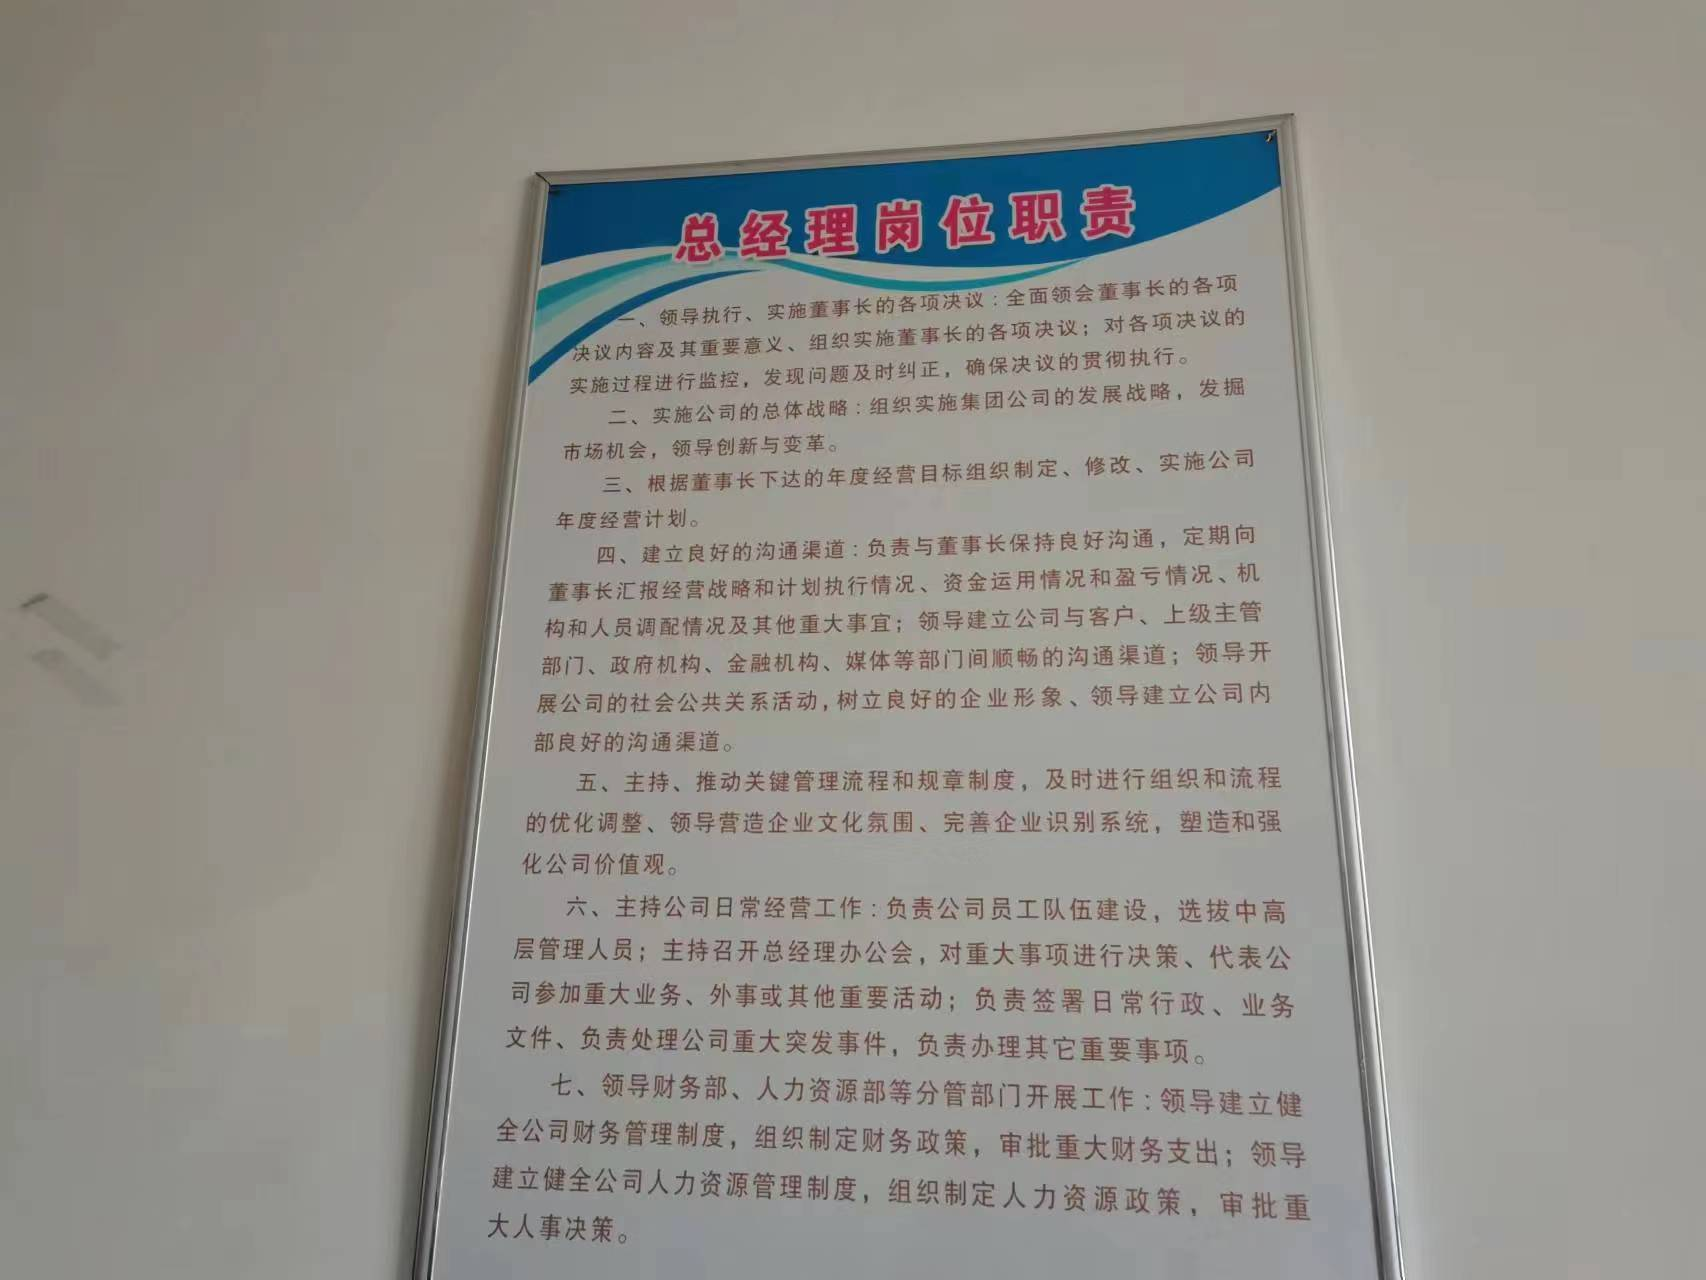 总经理岗位职责
一、领导执行、实施董事长的各项决议：全面领会董事长的各项
决议内容及其重要意义、组织实施董事长的各项决议；对各项决议的
实施过程进行监控，发现问题及时纠正，确保决议的贯彻执行。
二、实施公司的总体战略：组织实施集团公司的发展战略，发掘
市场机会，领导创新与变革。
三、根据董事长下达的年度经营目标组织制定、修改、实施公司
年度经营计划。
四、建立良好的沟通渠道：负责与董事长保持良好沟通，定期向
董事长汇报经营战略和计划执行情况、资金运用情况和盈亏情况、机
构和人员调配情况及其他重大事宜；领导建立公司与客户、上级主管
部门、政府机构、金融机构、媒体等部门间顺畅的沟通渠道；领导开
展公司的社会公共关系活动,树立良好的企业形象、领导建立公司内
部良好的沟通渠道。
五、主持、推动关键管理流程和规章制度，及时进行组织和流程
的优化调整、领导营造企业文化氛围、完善企业识别系统，塑造和强
化公司价值观。
六、主持公司日常经营工作：负责公司员工队伍建设，选拔中高
层管理人员；主持召开总经理办公会，对重大事项进行决策、代表公
司参加重大业务、外事或其他重要活动；负责签署日常行政、业务
文件、负责处理公司重大突发事件，负责办理其它重要事项。
七、领导财务部、人力资源部等分管部门开展工作：领导建立健
全公司财务管理制度，组织制定财务政策，审批重大财务支出；领导
建立健全公司人力资源管理制度，组织制定人力资源政策，审批重
大人事决策。